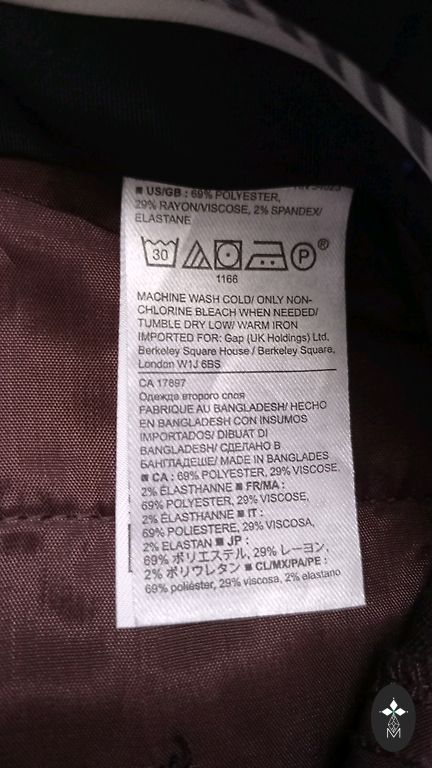 ■ US/GB : 69% POLYESTER,
29% RAYON/VISCOSE, 2% SPANDEX/
ELASTANE
30 P ®
1166
MACHINE WASH COLD/ ONLY NON-
CHLORINE BLEACH WHEN NEEDED/
TUMBLE DRY LOW/ WARM IRON
IMPORTED FOR: Gap (UK Holdings) Ltd.
Berkeley Square House / Berkeley Square,
London W1J 6BS
CA 17897
Одежда второго слоя
FABRIQUE AU BANGLADESH/ HECHO
EN BANGLADESH CON INSUMOS
IMPORTADOS/ DIBUAT DI
BANGLADESH/ СДЕЛАНО В
БАНГЛАДЕШЕ/ MADE IN BANGLADES
■ CA : 69% POLYESTER, 29% VISCOSE,
2% ÉLASTHANNE ■ FR/MA :
69% POLYESTER, 29% VISCOSE,
2% ÉLASTHANNE ■ IT :
69% POLIESTERE, 29% VISCOSA,
2% ELASTAN ■ JP :
69% ポリエステル, 29% レーヨン,
2% ポリウレタン ■ CL/MX/PA/PE :
69% poliéster, 29% viscosa, 2% elastano